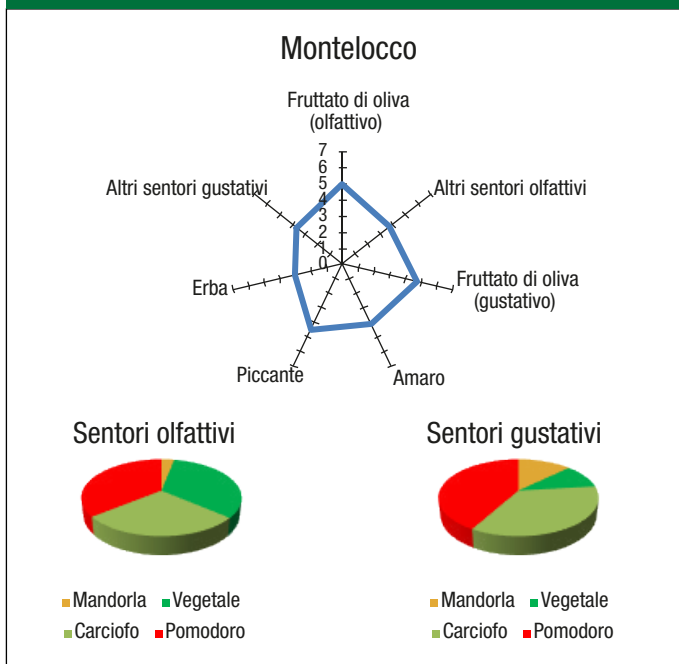 Montelocco
Fruttato di oliva
(olfattivo)
7
6
5
4
3
2
1
0
Altri sentori gustativi
Altri sentori olfattivi
Erba
Fruttato di oliva
(gustativo)
Piccante
Amaro
Sentori olfattivi
Mandorla Vegetale
Carciofo Pomodoro
Sentori gustativi
Mandorla Vegetale
Carciofo Pomodoro